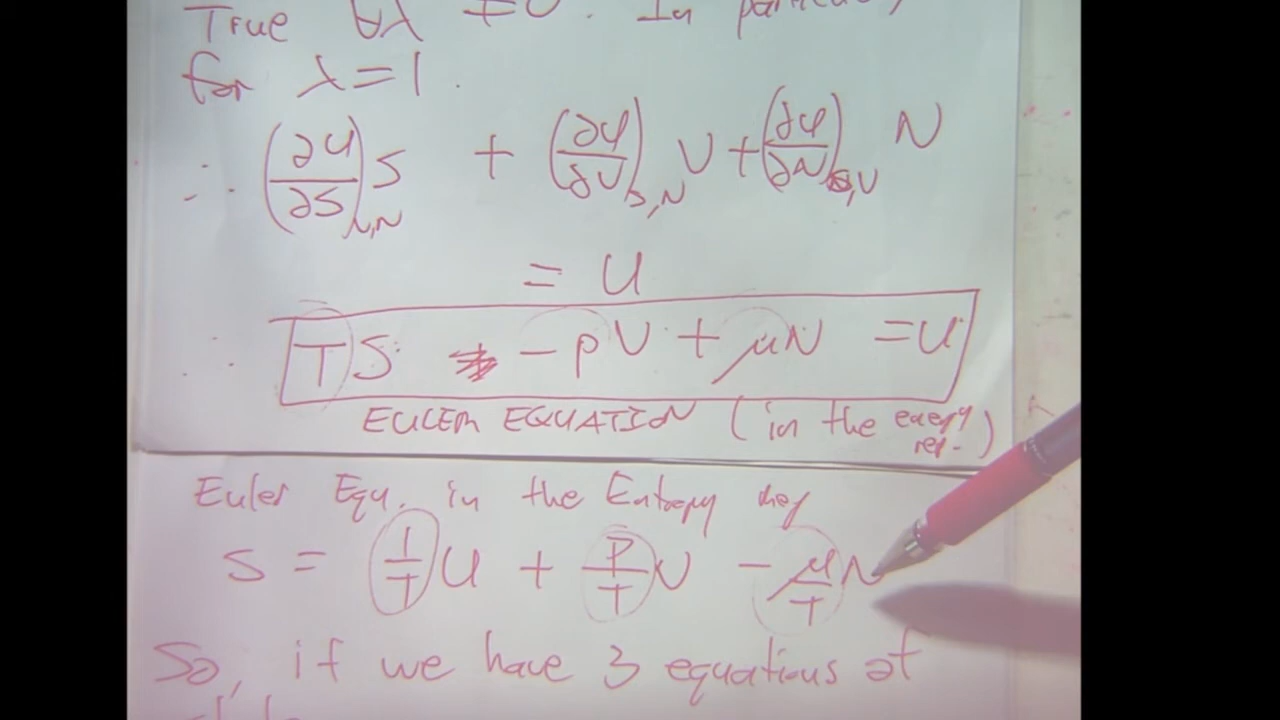 True ∀λ ≠0. In particular,
for λ=1.
∴ (∂U/∂S)V,N S + (∂U/∂V)S,N V + (∂U/∂N)S,V N
= U
∴ TS - pV + μN = U
EULER EQUATION (in the energy rep.)
Euler Equ. in the Entropy
S = (1/T) U + (P/T) V - (μ/T) N
So, if we have 3 equations of